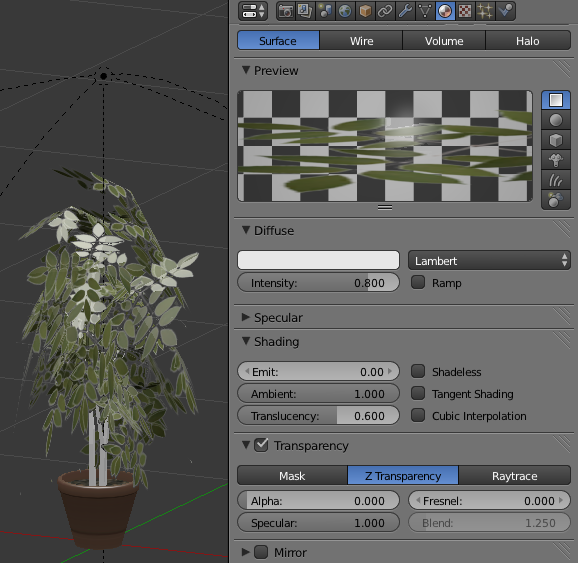 Surface Wire Volume Halo
Preview
Diffuse
Lambert
Intensity: 0.800 Ramp
Specular
Shading
Emit: 0.00 Shadeless
Ambient: 1.000 Tangent Shading
Translucency: 0.600 Cubic Interpolation
Transparency
Mask Z Transparency Raytrace
Alpha: 0.000 Fresnel: 0.000
Specular: 1.000 Blend: 1.250
Mirror